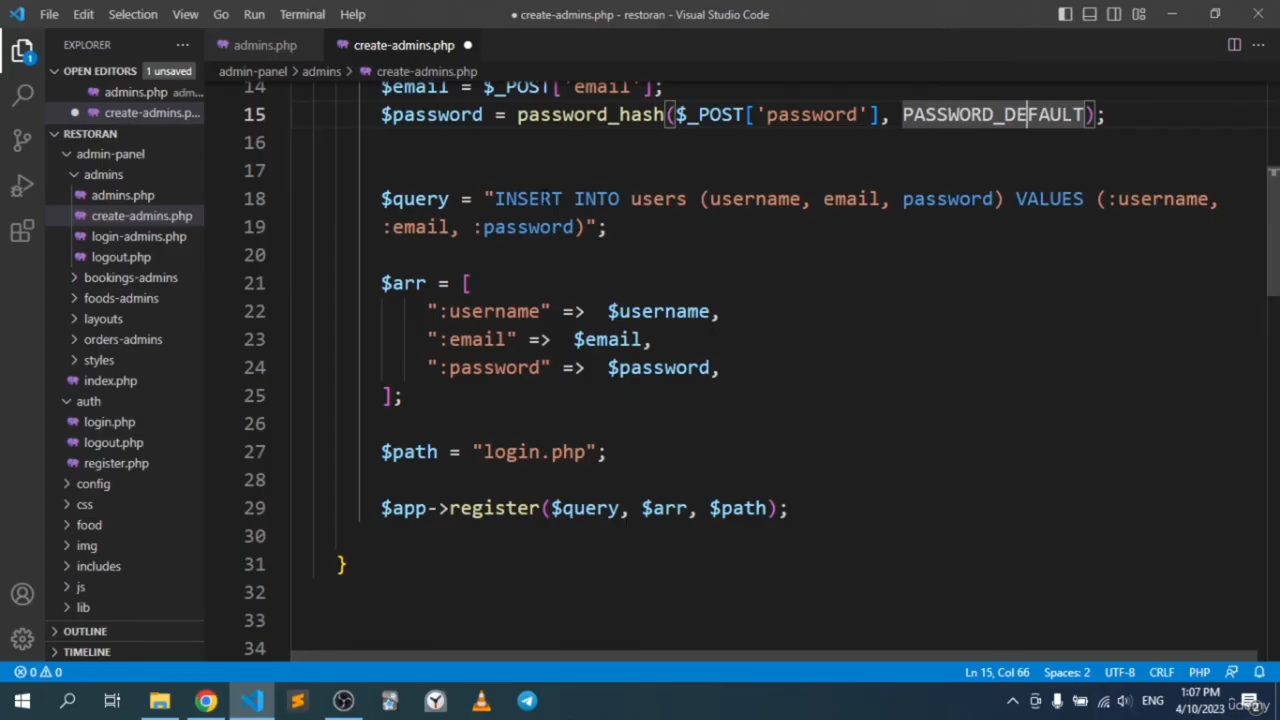 File Edit Selection View Go Run Terminal Help
● create-admins.php - restoran - Visual Studio Code
EXPLORER
OPEN EDITORS 1 unsaved
admins.php adm...
create-admins.p...
RESTORAN
admin-panel
admins
admins.php
create-admins.php
login-admins.php
logout.php
bookings-admins
foods-admins
layouts
orders-admins
styles
index.php
auth
login.php
logout.php
register.php
config
css
food
img
includes
js
lib
OUTLINE
TIMELINE
admins.php
create-admins.php
admin-panel > admins > create-admins.php
14 $email = $_POST['email'];
15 $password = password_hash($_POST['password'], PASSWORD_DEFAULT);
16
17
18 $query = "INSERT INTO users (username, email, password) VALUES (:username,
19 :email, :password)";
20
21 $arr = [
22 ":username" => $username,
23 ":email" => $email,
24 ":password" => $password,
25 ];
26
27 $path = "login.php";
28
29 $app->register($query, $arr, $path);
30
31 }
32
33
34
1
0 0
Ln 15, Col 66 Spaces: 2 UTF-8 CRLF PHP
ENG
1:07 PM
4/10/2023
udemy